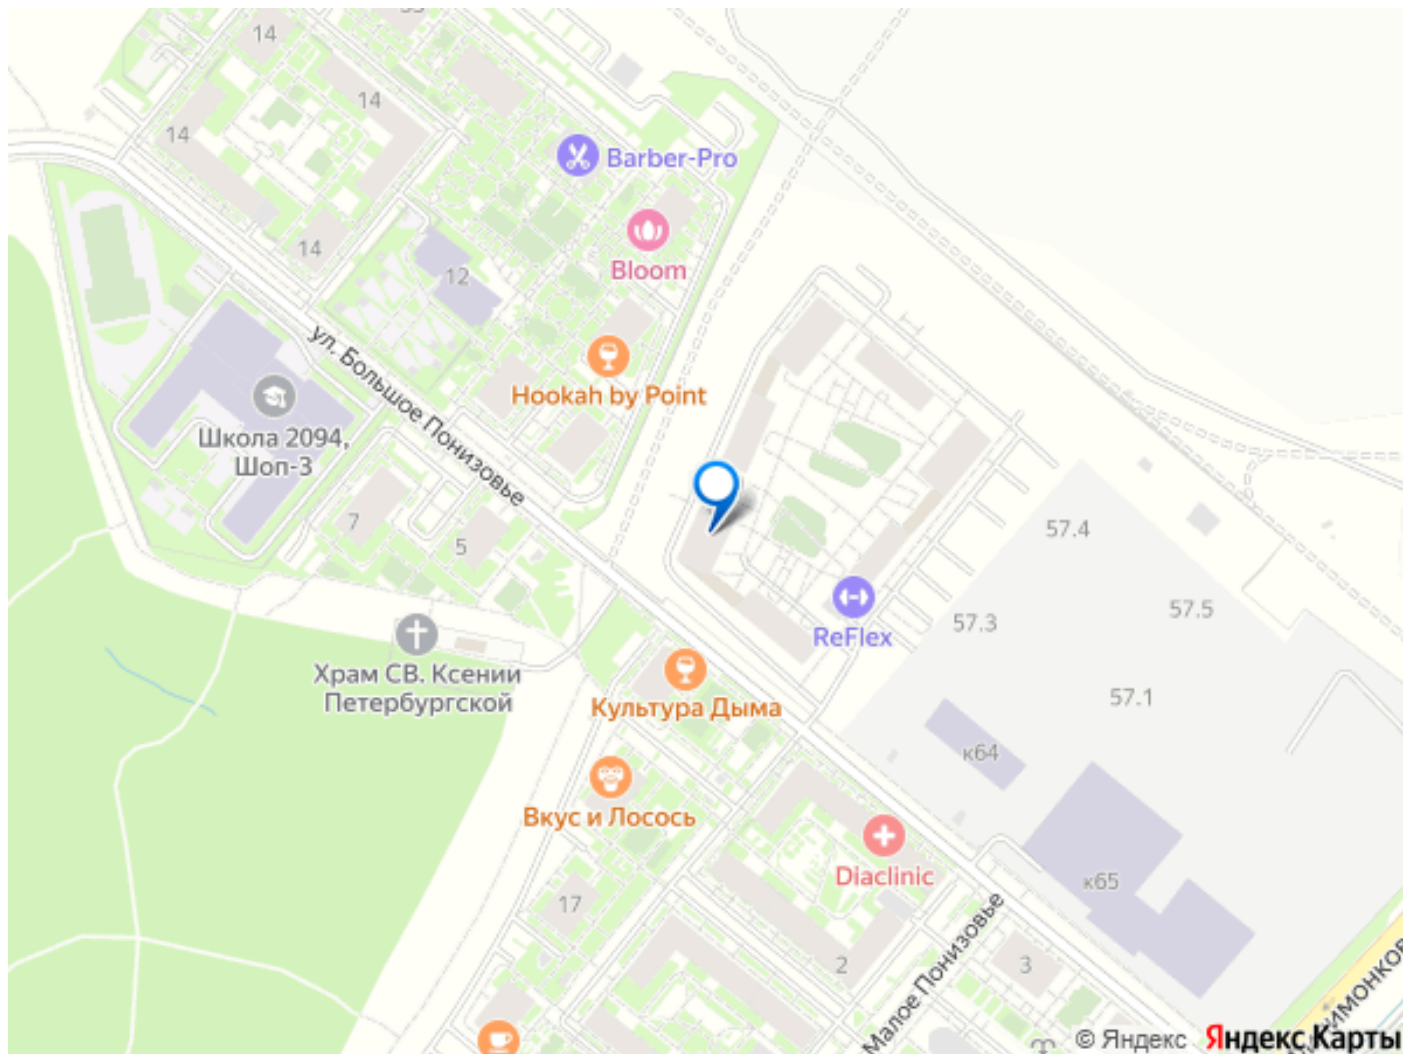 14
14
14
Barber-Pro
14
Bloom
12
ул. Большое Понизовье
Hookah by Point
Школа 2094,
Шоп-3
7
5
57.4
57.5
57.3
ReFlex
Храм СВ. Ксении
Петербургской
Культура Дыма
57.1
к64
Вкус и Лосось
Diaclinic
к65
17
2
Малое Понизовье
3
© Яндекс Яндекс Карты